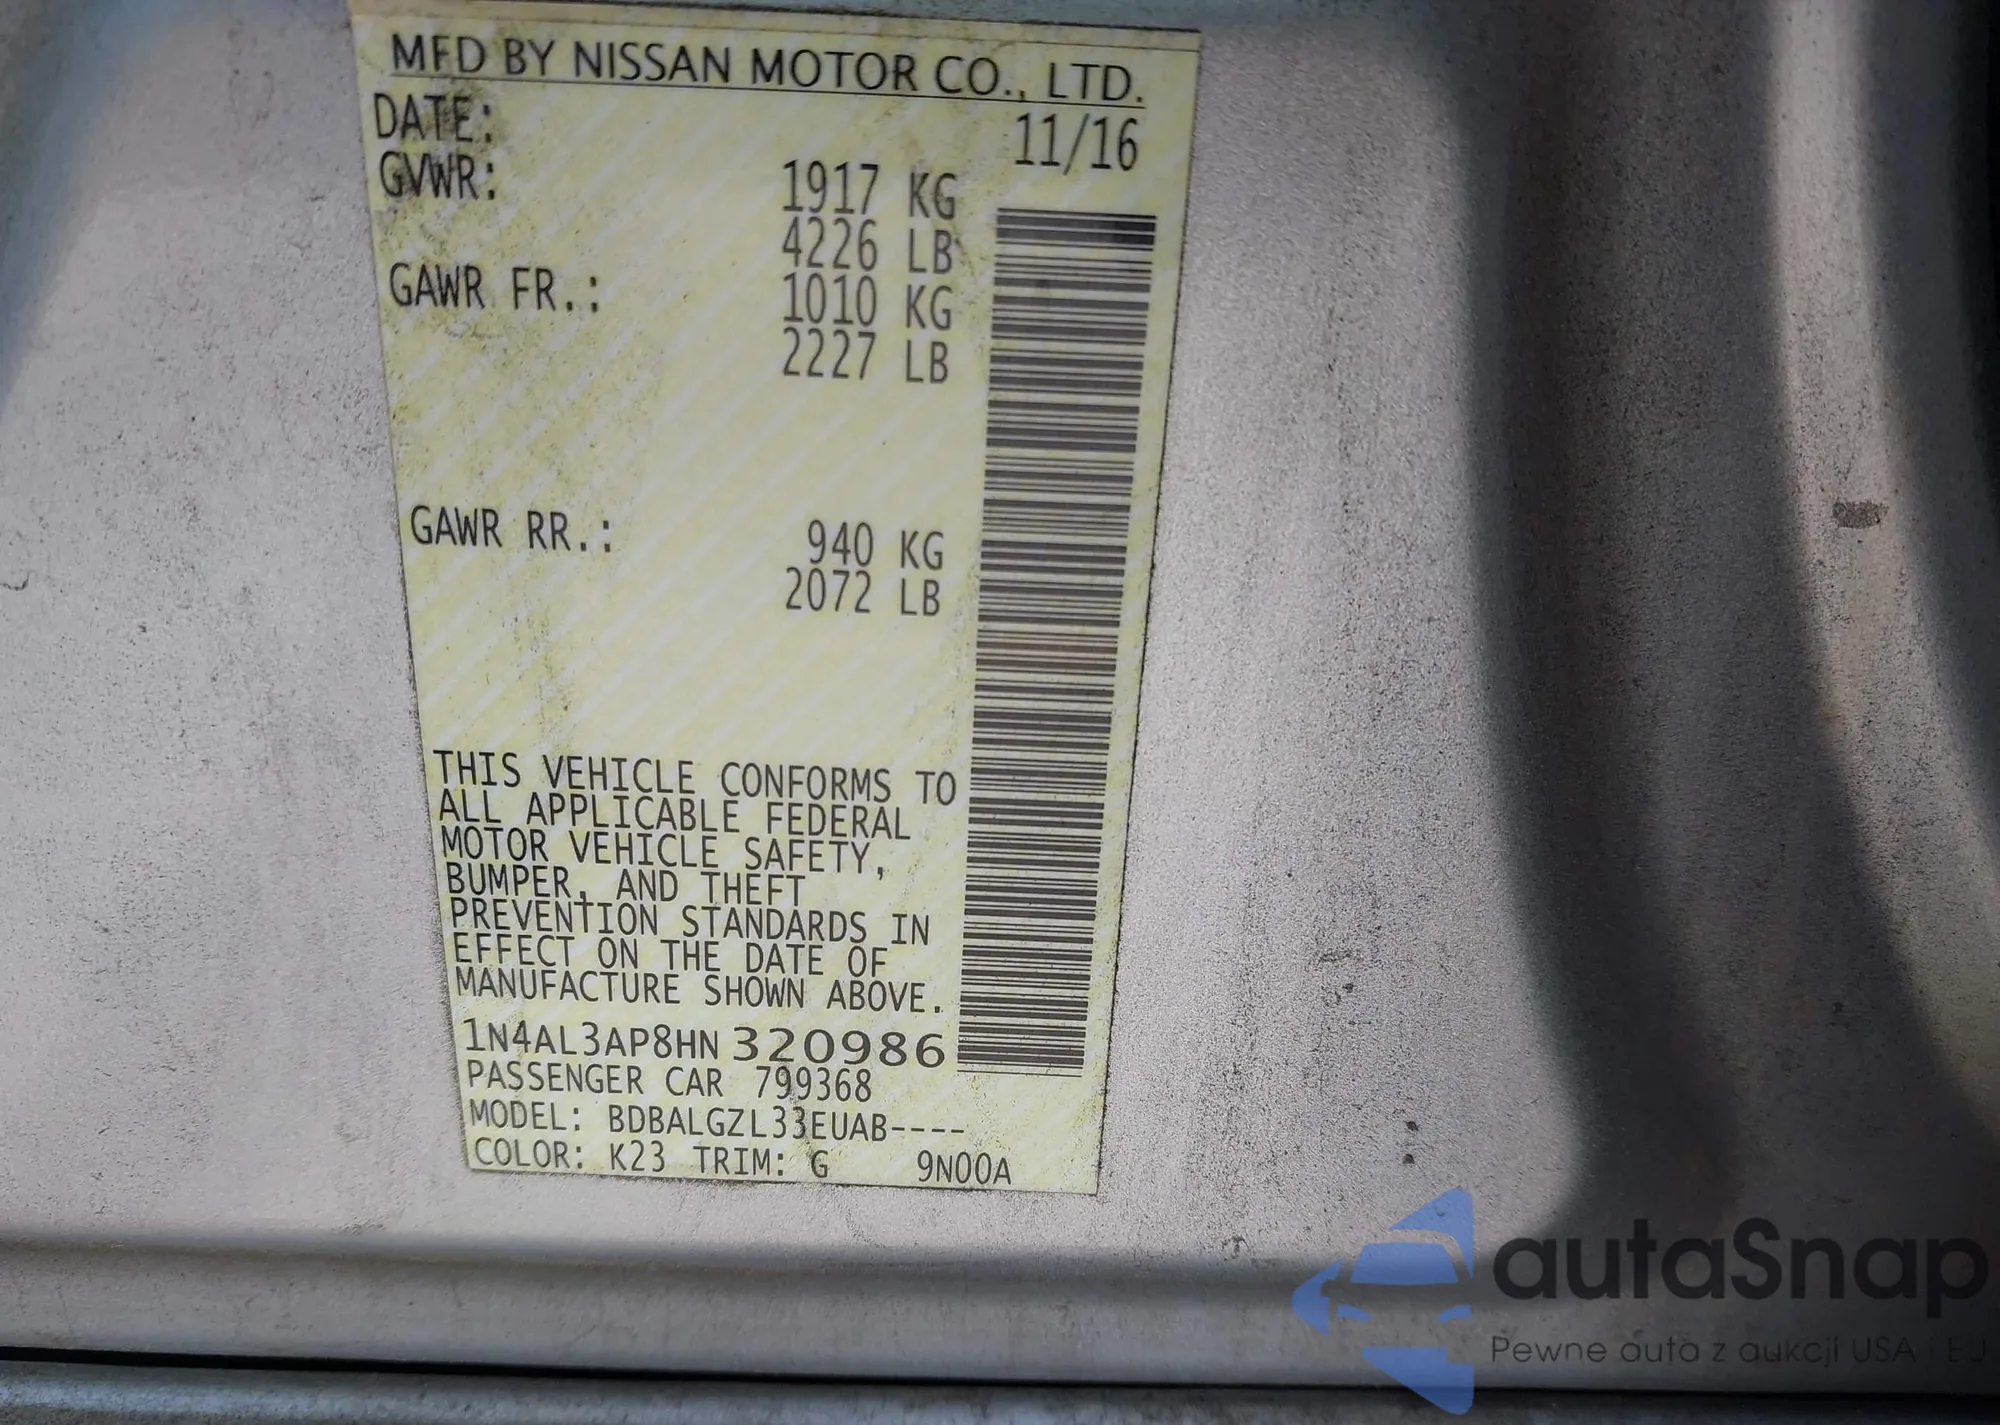 MFD BY NISSAN MOTOR CO., LTD.
DATE: 11/16
GVWR: 1917 KG
4226 LB
GAWR FR.: 1010 KG
2227 LB
GAWR RR.: 940 KG
2072 LB
THIS VEHICLE CONFORMS TO
ALL APPLICABLE FEDERAL
MOTOR VEHICLE SAFETY,
BUMPER, AND THEFT
PREVENTION STANDARDS IN
EFFECT ON THE DATE OF
MANUFACTURE SHOWN ABOVE.
1N4AL3AP8HN320986
PASSENGER CAR 799368
MODEL: BDBALGZL33EUAB----
COLOR: K23 TRIM: G 9N00A
autaSnap
Pewne auta z aukcji USA i EU